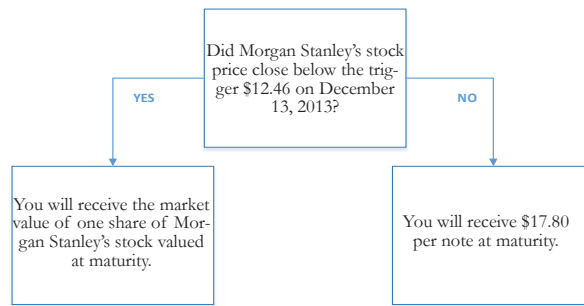 Did Morgan Stanley’s stock
price close below the trig-
ger $12.46 on December
13, 2013?
YES
NO
You will receive the market
value of one share of Mor-
gan Stanley’s stock valued
at maturity.
You will receive $17.80
per note at maturity.